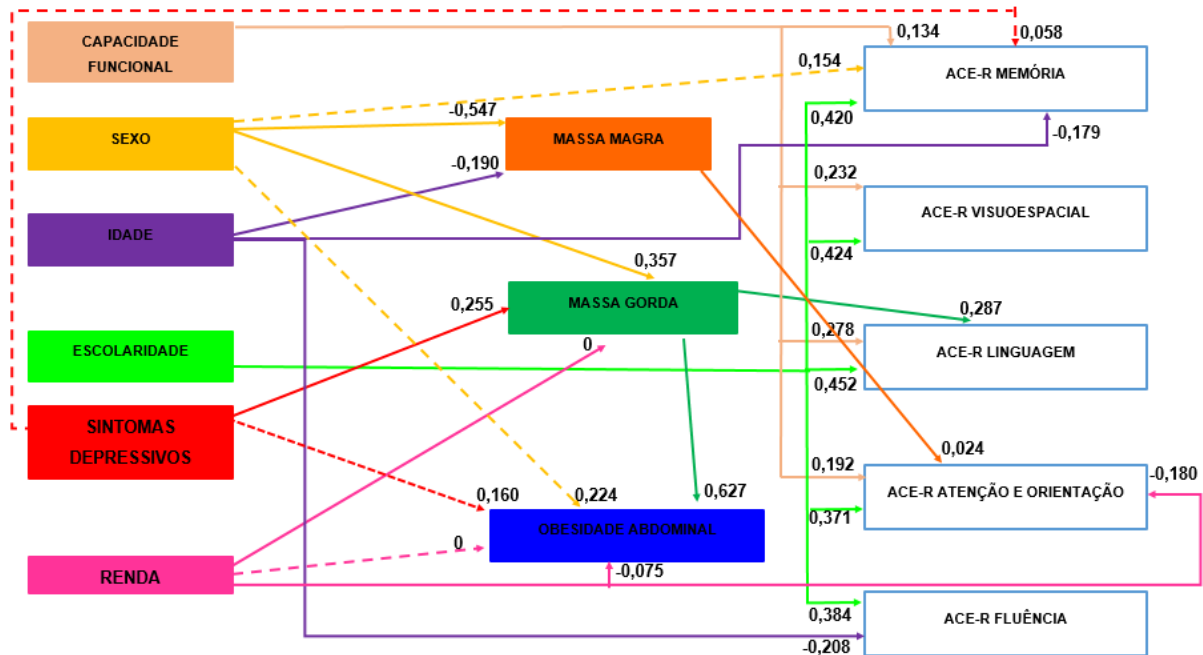 0,134
0,058
CAPACIDADE
FUNCIONAL
0,154
ACE-R MEMÓRIA
-0,547
0,420
SEXO
MASSA MAGRA
-0,179
-0,190
0,232
ACE-R VISUOESPACIAL
IDADE
0,424
0,357
0,255
MASSA GORDA
0,287
0,278
0
ESCOLARIDADE
ACE-R LINGUAGEM
0,452
SINTOMAS
DEPRESSIVOS
0,024
0,192
-0,180
0,160
0,224
0,627
ACE-R ATENÇÃO E ORIENTAÇÃO
0,371
OBESIDADE ABDOMINAL
0
RENDA
-0,075
0,384
ACE-R FLUÊNCIA
-0,208